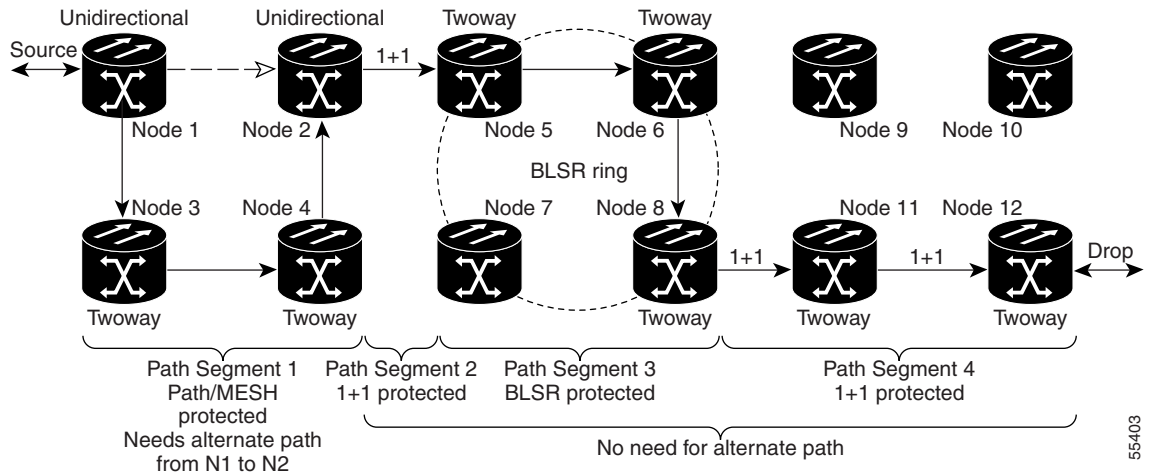 Unidirectional
Unidirectional
Twoway
Twoway
Source
1+1
Node 1
Node 2
Node 5
Node 6
Node 9
Node 10
BLSR ring
Node 3
Node 4
Node 7
Node 8
Node 11
Node 12
1+1
1+1
Drop
Twoway
Twoway
Twoway
Twoway
Twoway
Path Segment 1
Path/MESH
protected
Needs alternate path
from N1 to N2
Path Segment 2
1+1 protected
Path Segment 3
BLSR protected
Path Segment 4
1+1 protected
No need for alternate path
55403